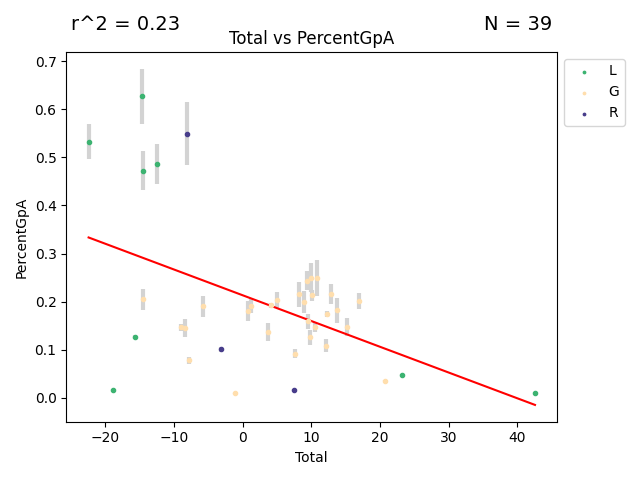 r^2 = 0.23
N = 39
Total vs PercentGpA
L
G
R
PercentGpA
0.7
0.6
0.5
0.4
0.3
0.2
0.1
0.0
−20 −10 0 10 20 30 40
Total